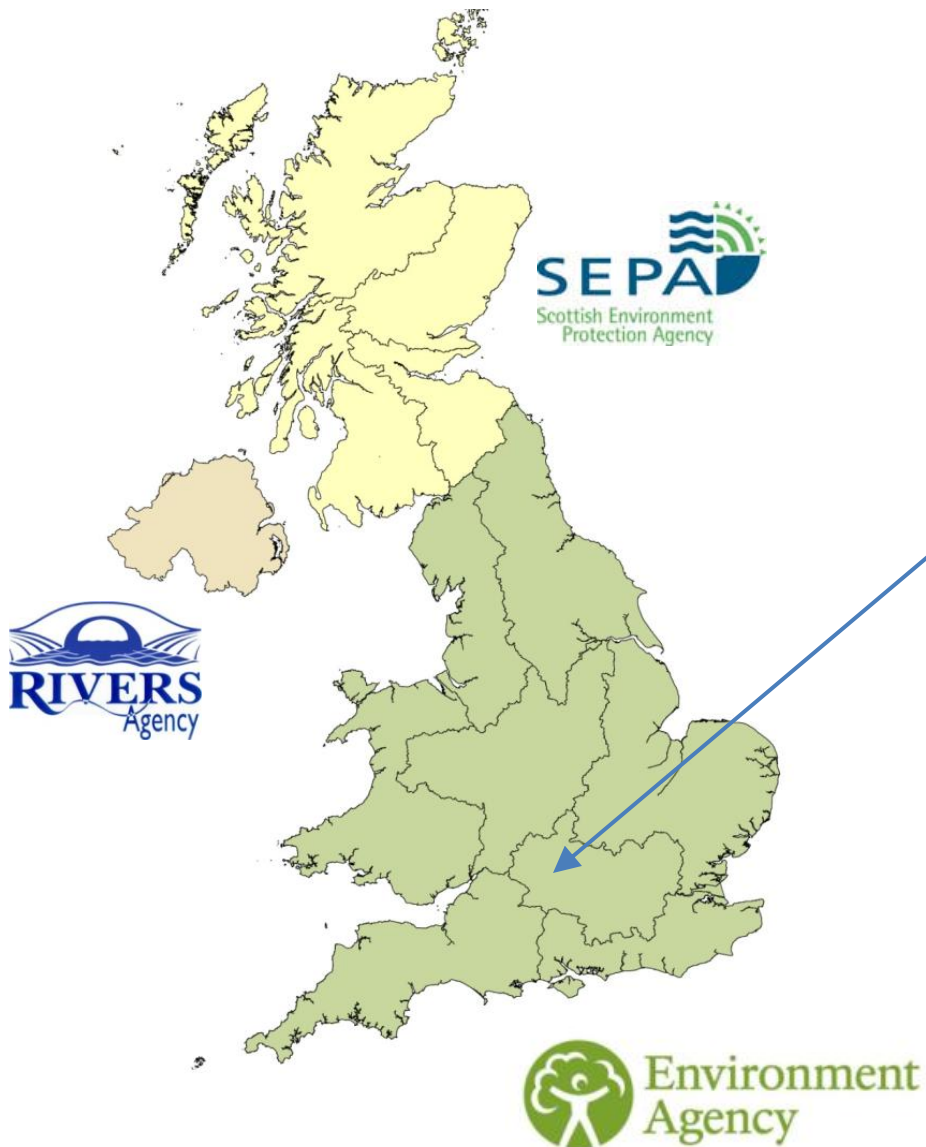 SEPA
Scottish Environment
Protection Agency
RIVERS
Agency
Environment
Agency